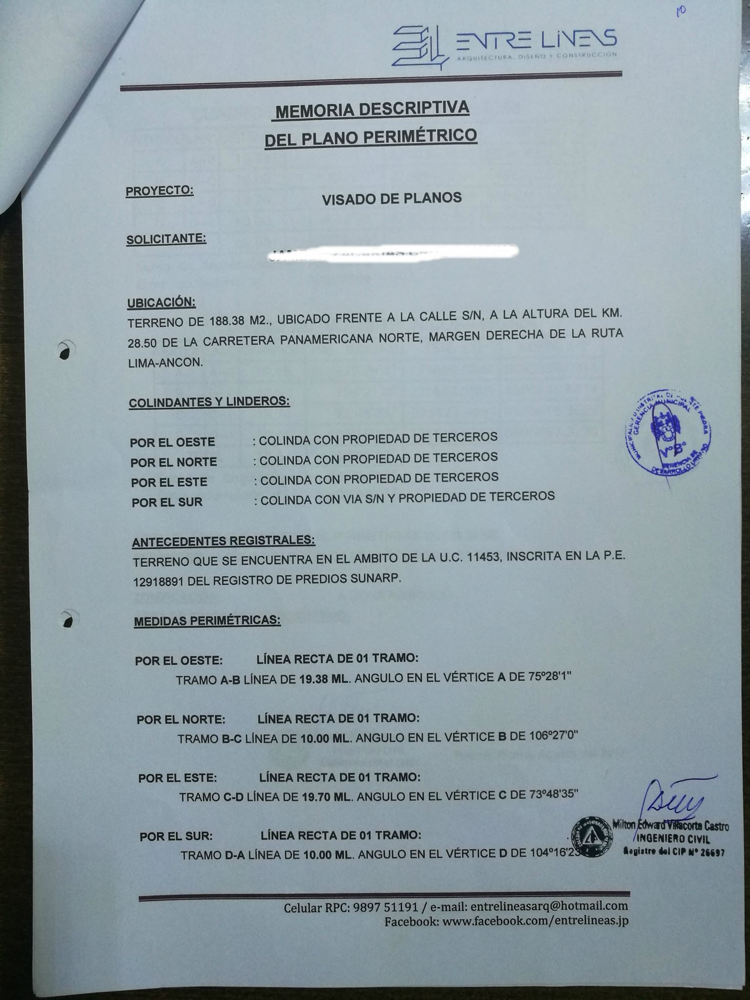 10
ENTRE LÍNEAS
ARQUITECTURA, DISEÑO Y CONSTRUCCIÓN
MEMORIA DESCRIPTIVA
DEL PLANO PERIMÉTRICO
PROYECTO:
VISADO DE PLANOS
SOLICITANTE:
UBICACIÓN:
TERRENO DE 188.38 M2., UBICADO FRENTE A LA CALLE S/N, A LA ALTURA DEL KM.
28.50 DE LA CARRETERA PANAMERICANA NORTE, MARGEN DERECHA DE LA RUTA
LIMA-ANCON.
COLINDANTES Y LINDEROS:
POR EL OESTE : COLINDA CON PROPIEDAD DE TERCEROS
POR EL NORTE : COLINDA CON PROPIEDAD DE TERCEROS
POR EL ESTE : COLINDA CON PROPIEDAD DE TERCEROS
POR EL SUR : COLINDA CON VIA S/N Y PROPIEDAD DE TERCEROS
MUNICIPALIDAD DISTRITAL DE PUENTE PIEDRA
GERENCIA MUNICIPAL
V°B°
GERENCIA DE
DESARROLLO URBANO
ANTECEDENTES REGISTRALES:
TERRENO QUE SE ENCUENTRA EN EL AMBITO DE LA U.C. 11453, INSCRITA EN LA P.E.
12918891 DEL REGISTRO DE PREDIOS SUNARP.
MEDIDAS PERIMÉTRICAS:
POR EL OESTE: LÍNEA RECTA DE 01 TRAMO:
TRAMO A-B LÍNEA DE 19.38 ML. ANGULO EN EL VÉRTICE A DE 75º28'1"
POR EL NORTE: LÍNEA RECTA DE 01 TRAMO:
TRAMO B-C LÍNEA DE 10.00 ML. ANGULO EN EL VÉRTICE B DE 106º27'0"
POR EL ESTE: LÍNEA RECTA DE 01 TRAMO:
TRAMO C-D LÍNEA DE 19.70 ML. ANGULO EN EL VÉRTICE C DE 73º48'35"
POR EL SUR: LÍNEA RECTA DE 01 TRAMO:
TRAMO D-A LÍNEA DE 10.00 ML. ANGULO EN EL VÉRTICE D DE 104º16'23
Milton Edward Villacorta Castro
INGENIERO CIVIL
Registro del CIP Nº 26697
Celular RPC: 9897 51191 / e-mail: entrelineasarq@hotmail.com
Facebook: www.facebook.com/entrelineas.jp